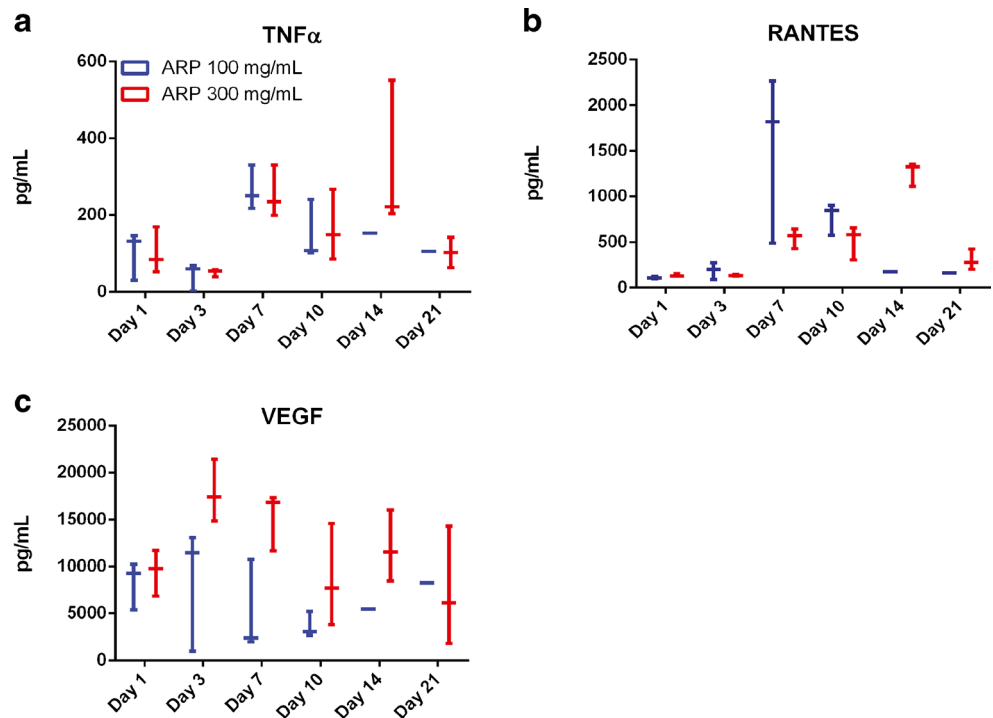 a
TNFα
600
400
200
0
pg/mL
ARP 100 mg/mL
ARP 300 mg/mL
Day 1
Day 3
Day 7
Day 10
Day 14
Day 21
b
RANTES
2500
2000
1500
1000
500
0
pg/mL
Day 1
Day 3
Day 7
Day 10
Day 14
Day 21
c
VEGF
25000
20000
15000
10000
5000
0
pg/mL
Day 1
Day 3
Day 7
Day 10
Day 14
Day 21